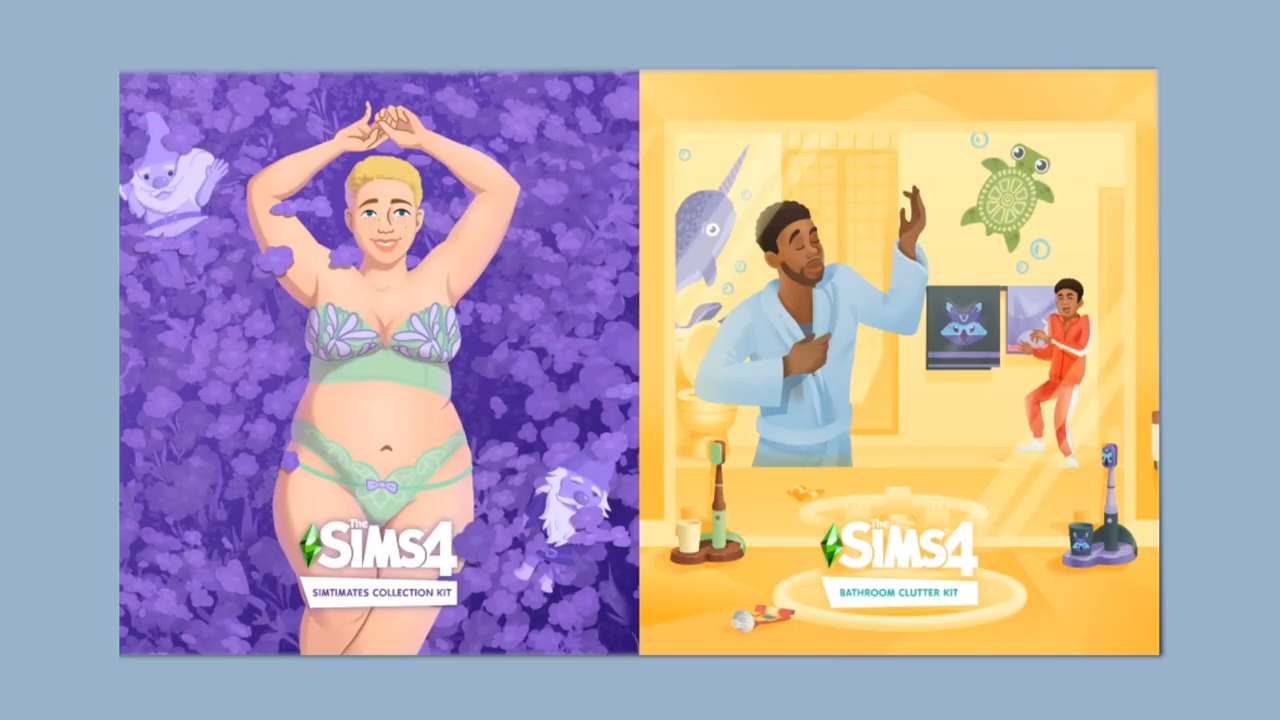 The
SiMS4
SIMTIMATES COLLECTION KIT
The
SiMS4
BATHROOM CLUTTER KIT